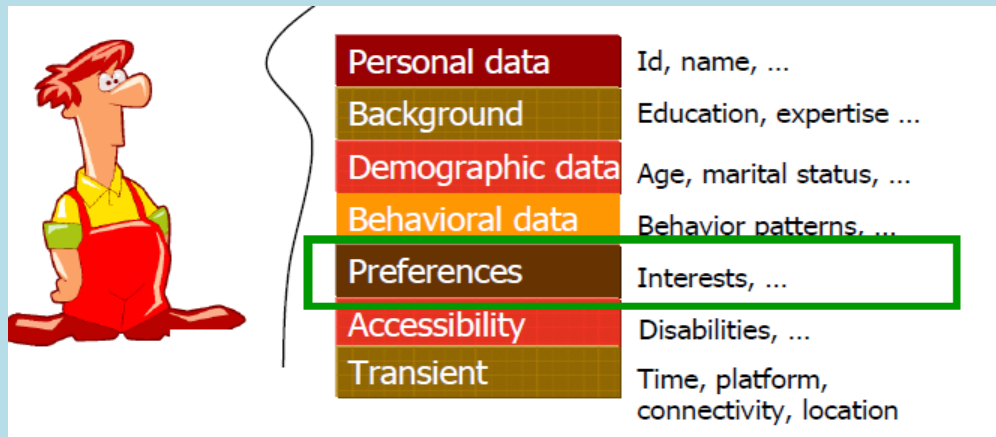 Personal data Id, name, ...
Background Education, expertise ...
Demographic data Age, marital status, ...
Behavioral data Behavior patterns, ...
Preferences Interests, ...
Accessibility Disabilities, ...
Transient Time, platform,
connectivity, location